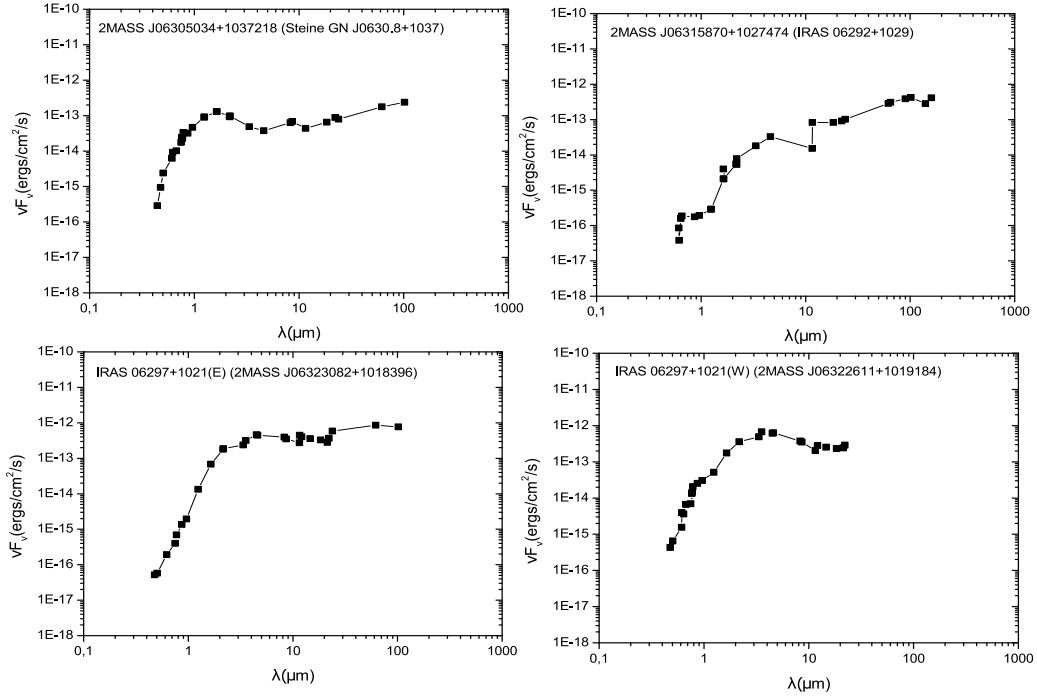 2MASS J06305034+1037218 (Steine GN J0630.8+1037)
1E-10
1E-11
1E-12
1E-13
1E-14
1E-15
1E-16
1E-17
1E-18
νFᵥ(ergs/cm²/s)
0,1 1 10 100 1000
λ(µm)
2MASS J06315870+1027474 (IRAS 06292+1029)
1E-10
1E-11
1E-12
1E-13
1E-14
1E-15
1E-16
1E-17
1E-18
νFᵥ(ergs/cm²/s)
0,1 1 10 100 1000
λ(µm)
IRAS 06297+1021(E) (2MASS J06323082+1018396)
1E-10
1E-11
1E-12
1E-13
1E-14
1E-15
1E-16
1E-17
1E-18
νFᵥ(ergs/cm²/s)
0,1 1 10 100 1000
λ(µm)
IRAS 06297+1021(W) (2MASS J06322611+1019184)
1E-10
1E-11
1E-12
1E-13
1E-14
1E-15
1E-16
1E-17
1E-18
νFᵥ(ergs/cm²/s)
0,1 1 10 100 1000
λ(µm)